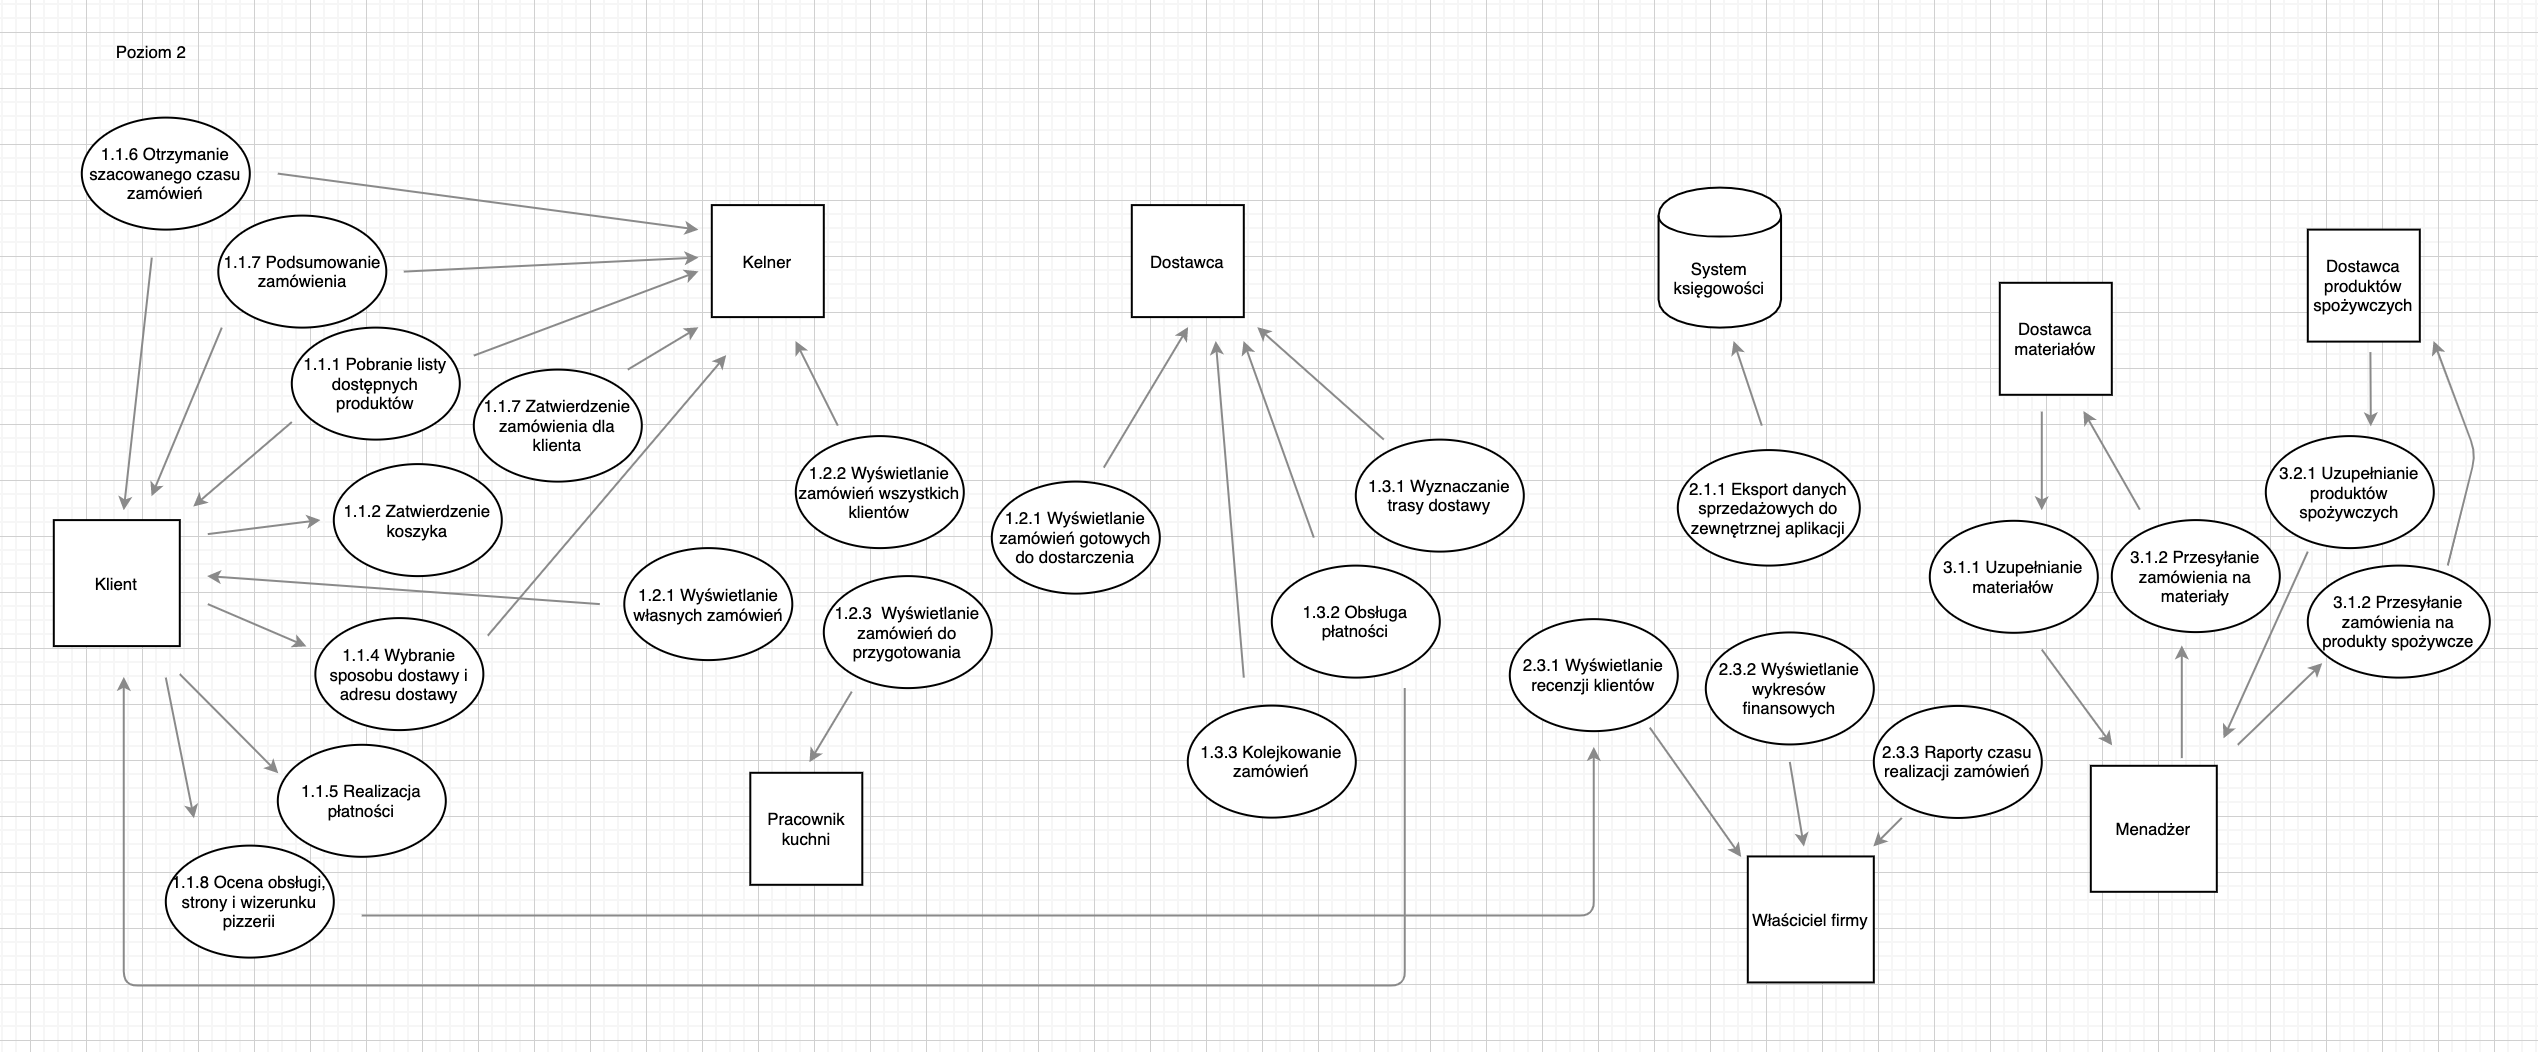 Poziom 2
1.1.6 Otrzymanie
szacowanego czasu
zamówień
1.1.7 Podsumowanie
zamówienia
1.1.1 Pobranie listy
dostępnych
produktów
1.1.7 Zatwierdzenie
zamówienia dla
klienta
Kelner
1.1.2 Zatwierdzenie
koszyka
Klient
1.2.2 Wyświetlanie
zamówień wszystkich
klientów
1.2.1 Wyświetlanie
własnych zamówień
1.2.3 Wyświetlanie
zamówień do
przygotowania
1.1.4 Wybranie
sposobu dostawy i
adresu dostawy
1.1.5 Realizacja
płatności
1.1.8 Ocena obsługi,
strony i wizerunku
pizzerii
Pracownik
kuchni
Dostawca
1.2.1 Wyświetlanie
zamówień gotowych
do dostarczenia
1.3.1 Wyznaczanie
trasy dostawy
1.3.2 Obsługa
płatności
1.3.3 Kolejkowanie
zamówień
System
księgowości
2.1.1 Eksport danych
sprzedażowych do
zewnętrznej aplikacji
2.3.1 Wyświetlanie
recenzji klientów
2.3.2 Wyświetlanie
wykresów
finansowych
2.3.3 Raporty czasu
realizacji zamówień
Właściciel firmy
Dostawca
materiałów
Dostawca
produktów
spożywczych
3.2.1 Uzupełnianie
produktów
spożywczych
3.1.1 Uzupełnianie
materiałów
3.1.2 Przesyłanie
zamówienia na
materiały
3.1.2 Przesyłanie
zamówienia na
produkty spożywcze
Menadżer